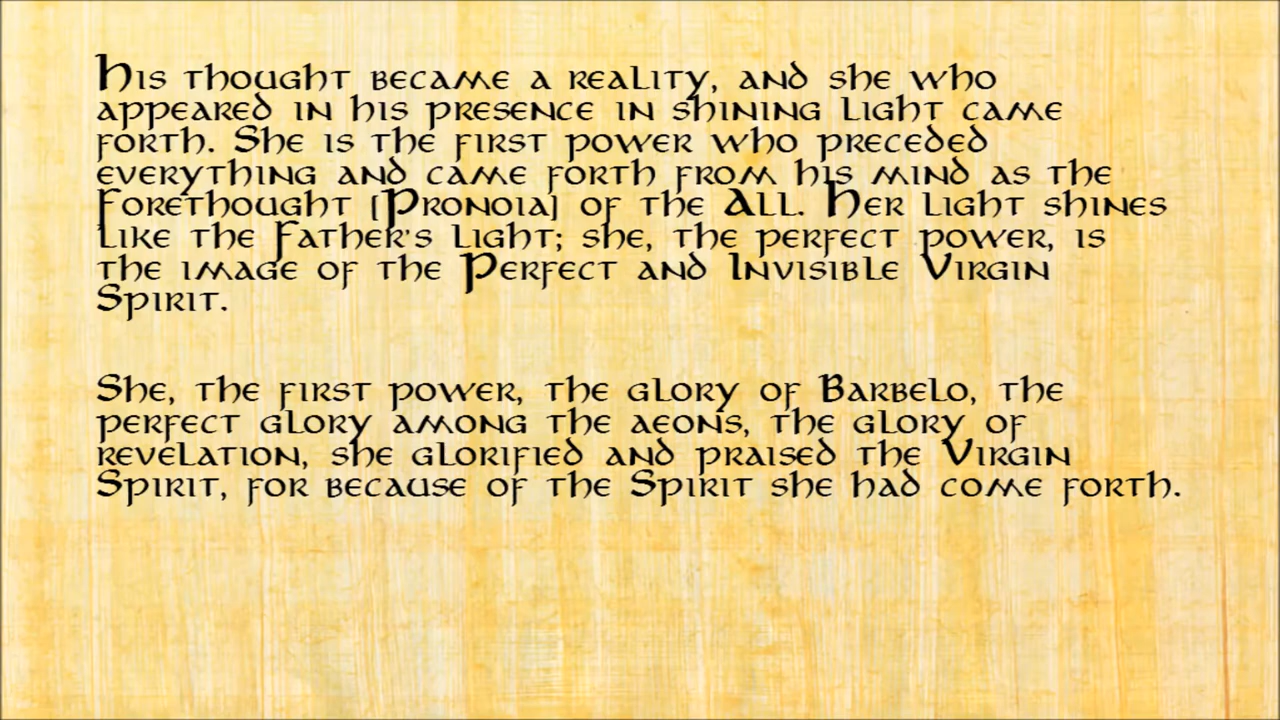 His thought became a reality, and she who
appeared in his presence in shining light came
forth. She is the first power who preceded
everything and came forth from his mind as the
Forethought [Pronoia] of the All. Her light shines
like the Father's light; she, the perfect power, is
the image of the Perfect and Invisible Virgin
Spirit.
She, the first power, the glory of Barbelo, the
perfect glory among the aeons, the glory of
revelation, she glorified and praised the Virgin
Spirit, for because of the Spirit she had come forth.